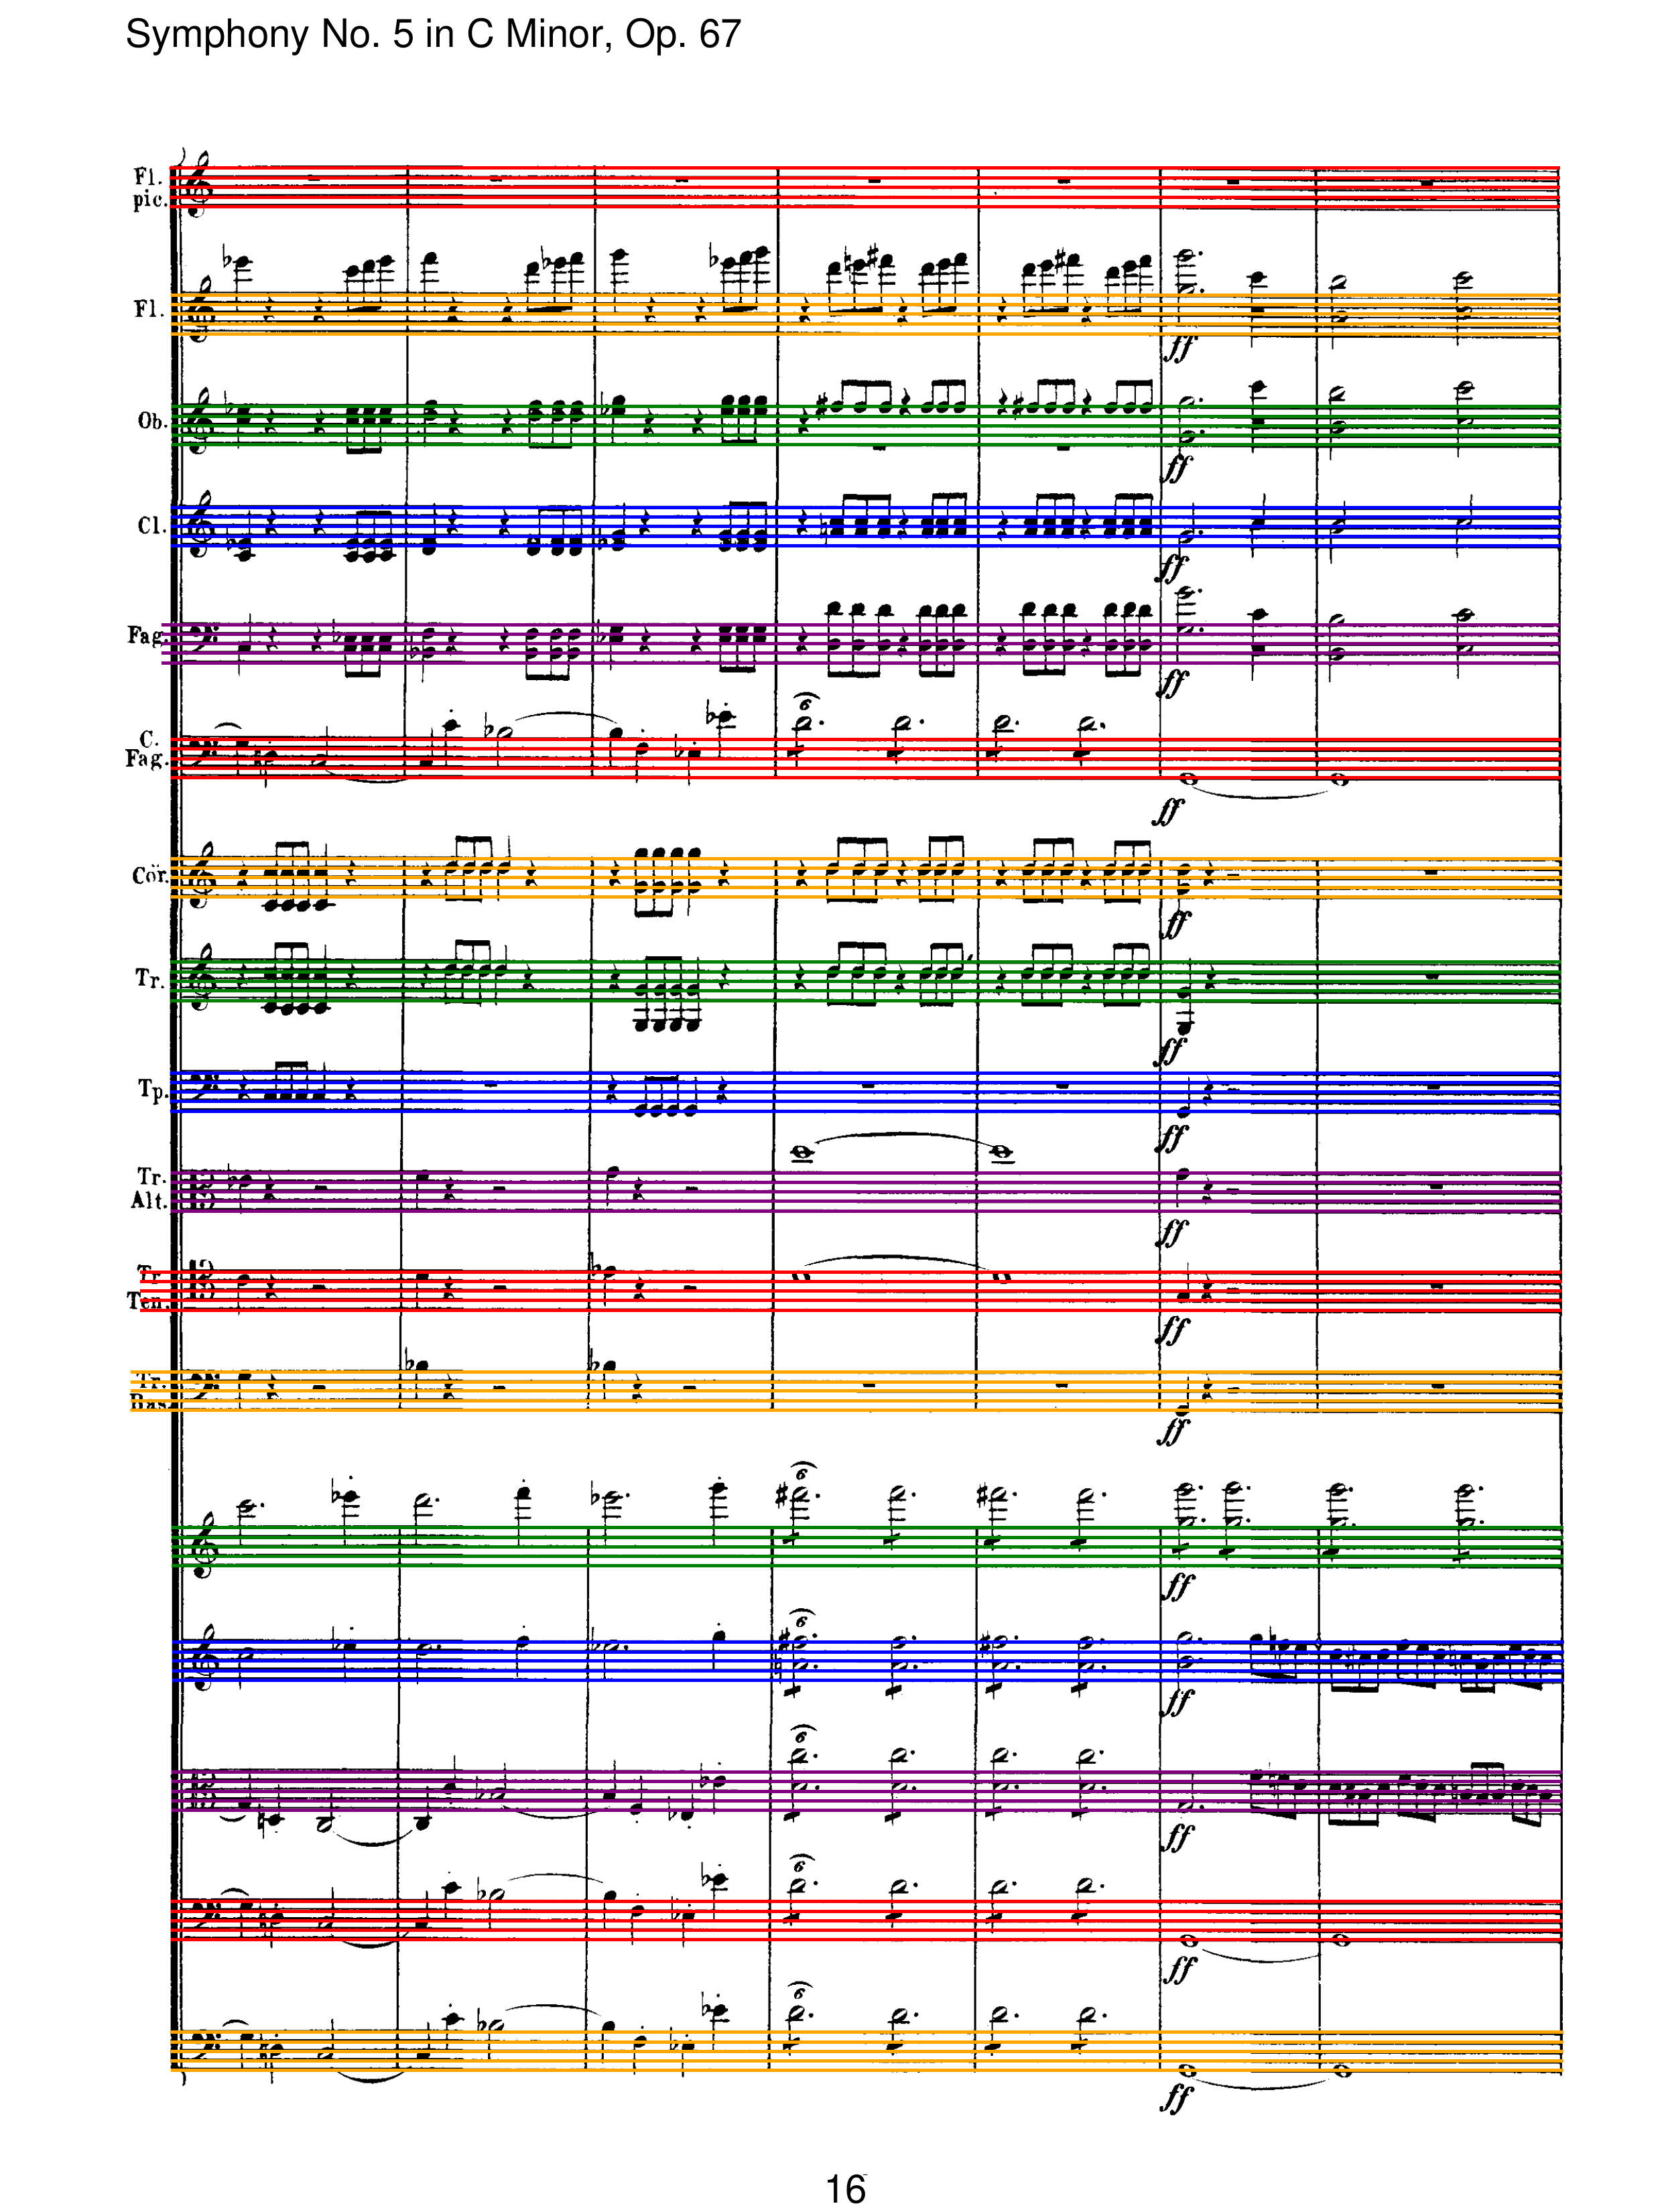 Symphony No. 5 in C Minor, Op. 67
Fl.
pic.
Fl.
ff
Ob.
ff
Cl.
ff
Fag.
ff
C.
Fag.
6
ff
Cor.
ff
Tr.
ff
Tp.
ff
Tr.
Alt.
ff
Tr.
Ten.
ff
Tr.
Bas.
ff
6
ff
6
ff
6
ff
6
ff
6
ff
16